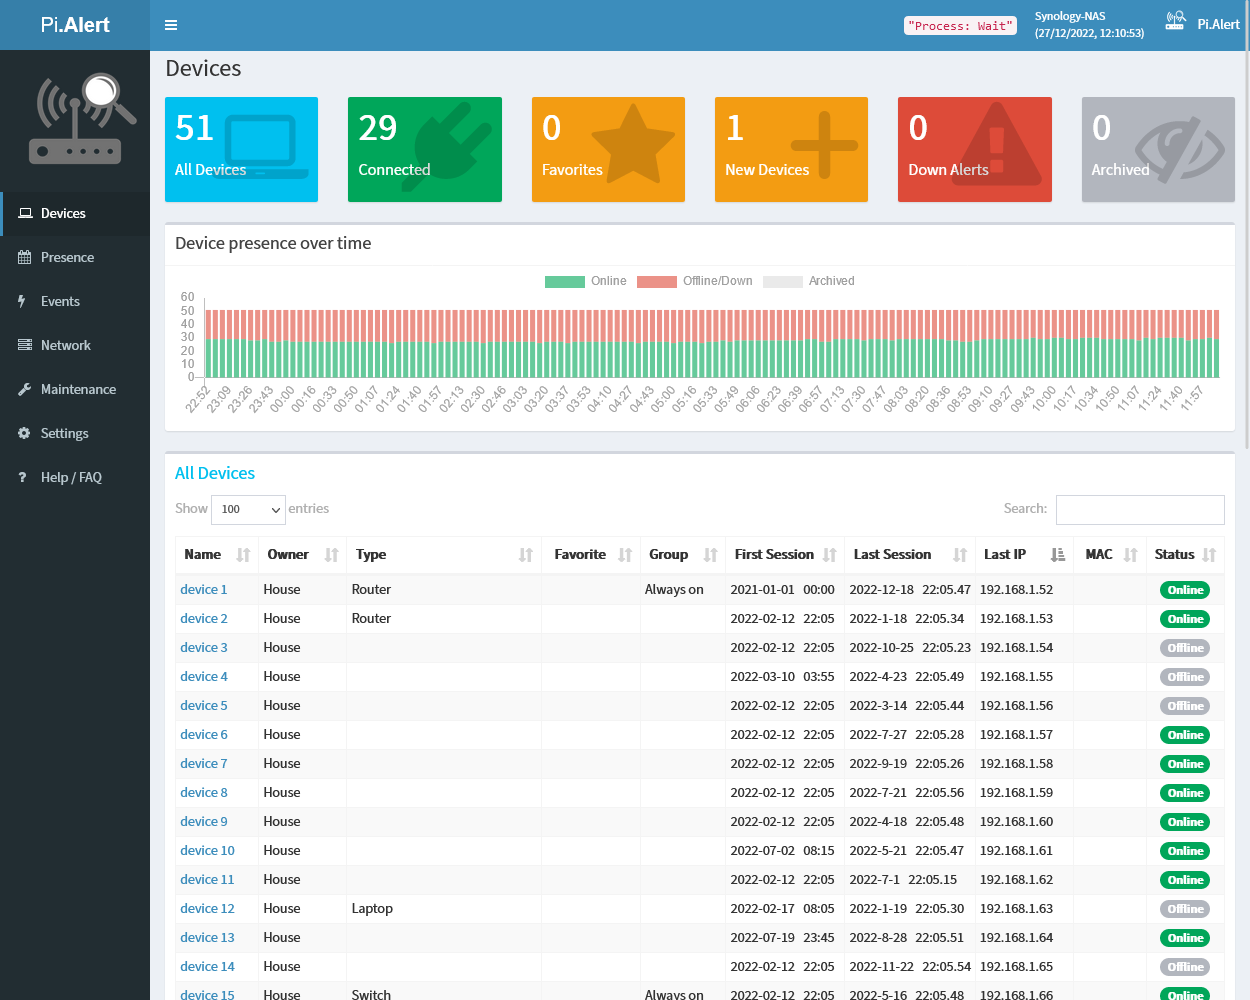 Pi.Alert
"Process: Wait"
Synology-NAS
(27/12/2022, 12:10:53)
Pi.Alert
Devices
Presence
Events
Network
Maintenance
Settings
Help / FAQ
Devices
51
All Devices
29
Connected
0
Favorites
1
New Devices
0
Down Alerts
0
Archived
Device presence over time
Online Offline/Down Archived
60
50
40
30
20
10
0
22:52 23:09 23:26 23:43 00:00 00:16 00:33 00:50 01:07 01:24 01:40 01:57 02:13 02:30 02:46 03:03 03:20 03:37 03:53 04:10 04:27 04:43 05:00 05:16 05:33 05:49 06:06 06:23 06:39 06:57 07:13 07:30 07:47 08:03 08:20 08:36 08:53 09:10 09:27 09:43 10:00 10:17 10:34 10:50 11:07 11:24 11:40 11:57
All Devices
Show 100 entries Search:
Name Owner Type Favorite Group First Session Last Session Last IP MAC Status
device 1 House Router Always on 2021-01-01 00:00 2022-12-18 22:05.47 192.168.1.52 Online
device 2 House Router 2022-02-12 22:05 2022-1-18 22:05.34 192.168.1.53 Online
device 3 House 2022-02-12 22:05 2022-10-25 22:05.23 192.168.1.54 Offline
device 4 House 2022-03-10 03:55 2022-4-23 22:05.49 192.168.1.55 Offline
device 5 House 2022-02-12 22:05 2022-3-14 22:05.44 192.168.1.56 Offline
device 6 House 2022-02-12 22:05 2022-7-27 22:05.28 192.168.1.57 Online
device 7 House 2022-02-12 22:05 2022-9-19 22:05.26 192.168.1.58 Online
device 8 House 2022-02-12 22:05 2022-7-21 22:05.56 192.168.1.59 Online
device 9 House 2022-02-12 22:05 2022-4-18 22:05.48 192.168.1.60 Online
device 10 House 2022-07-02 08:15 2022-5-21 22:05.47 192.168.1.61 Online
device 11 House 2022-02-12 22:05 2022-7-1 22:05.15 192.168.1.62 Online
device 12 House Laptop 2022-02-17 08:05 2022-1-19 22:05.30 192.168.1.63 Offline
device 13 House 2022-07-19 23:45 2022-8-28 22:05.51 192.168.1.64 Online
device 14 House 2022-02-12 22:05 2022-11-22 22:05.54 192.168.1.65 Offline
device 15 House Switch Always on 2022-02-12 22:05 2022-5-16 22:05.48 192.168.1.66 Online